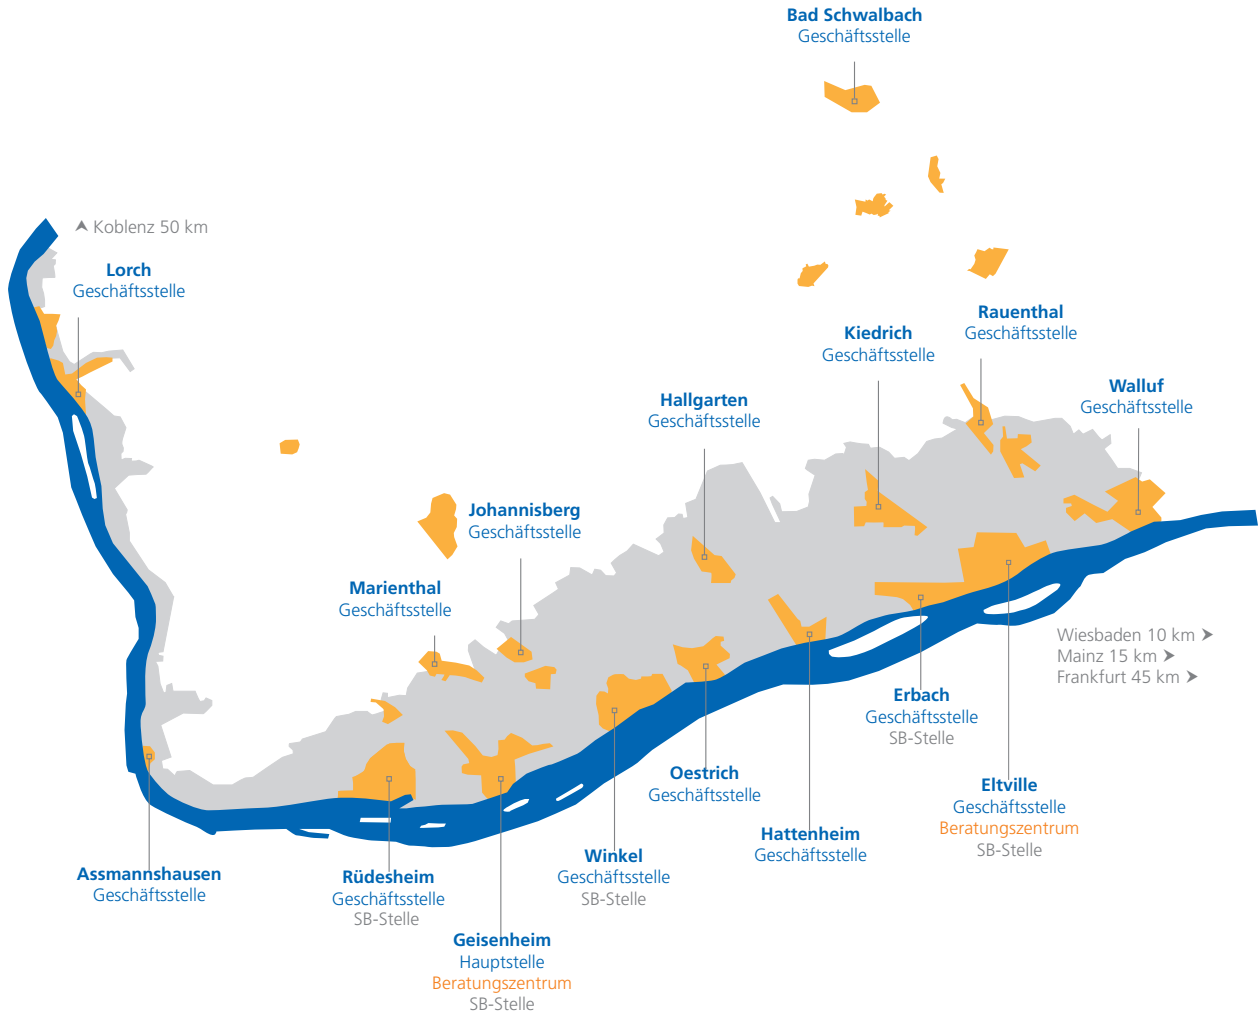 Bad Schwalbach
Geschäftsstelle
Koblenz 50 km
Lorch
Geschäftsstelle
Rauenthal
Geschäftsstelle
Kiedrich
Geschäftsstelle
Walluf
Geschäftsstelle
Hallgarten
Geschäftsstelle
Johannisberg
Geschäftsstelle
Marienthal
Geschäftsstelle
Wiesbaden 10 km
Mainz 15 km
Frankfurt 45 km
Erbach
Geschäftsstelle
SB-Stelle
Oestrich
Geschäftsstelle
Eltville
Geschäftsstelle
Beratungszentrum
SB-Stelle
Hattenheim
Geschäftsstelle
Winkel
Geschäftsstelle
SB-Stelle
Assmannshausen
Geschäftsstelle
Rüdesheim
Geschäftsstelle
SB-Stelle
Geisenheim
Hauptstelle
Beratungszentrum
SB-Stelle